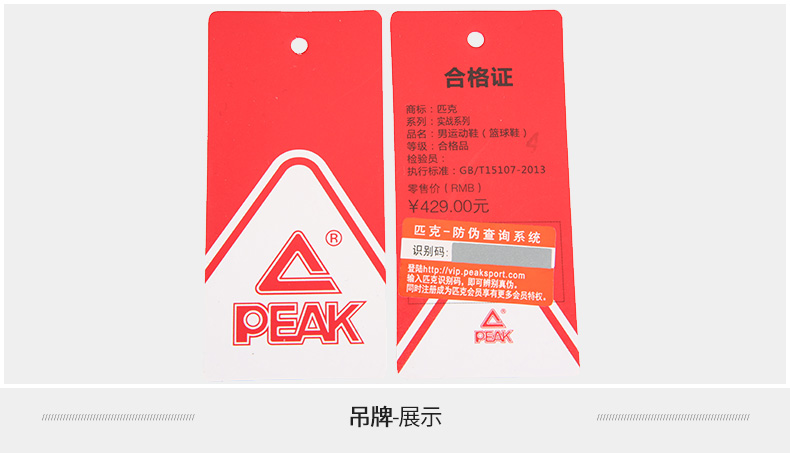 ®
PEAK
合格证
商标：匹克
系列：实战系列
品名：男运动鞋（篮球鞋）
等级：合格品
检验员：
执行标准：GB/T15107-2013
零售价（RMB）
￥429.00元
4
匹克-防伪查询系统
识别码：
登陆http://vip.peaksport.com
输入匹克识别码，即可辨别真伪。
同时注册成为匹克会员享有更多会员特权。
PEAK
吊牌-展示